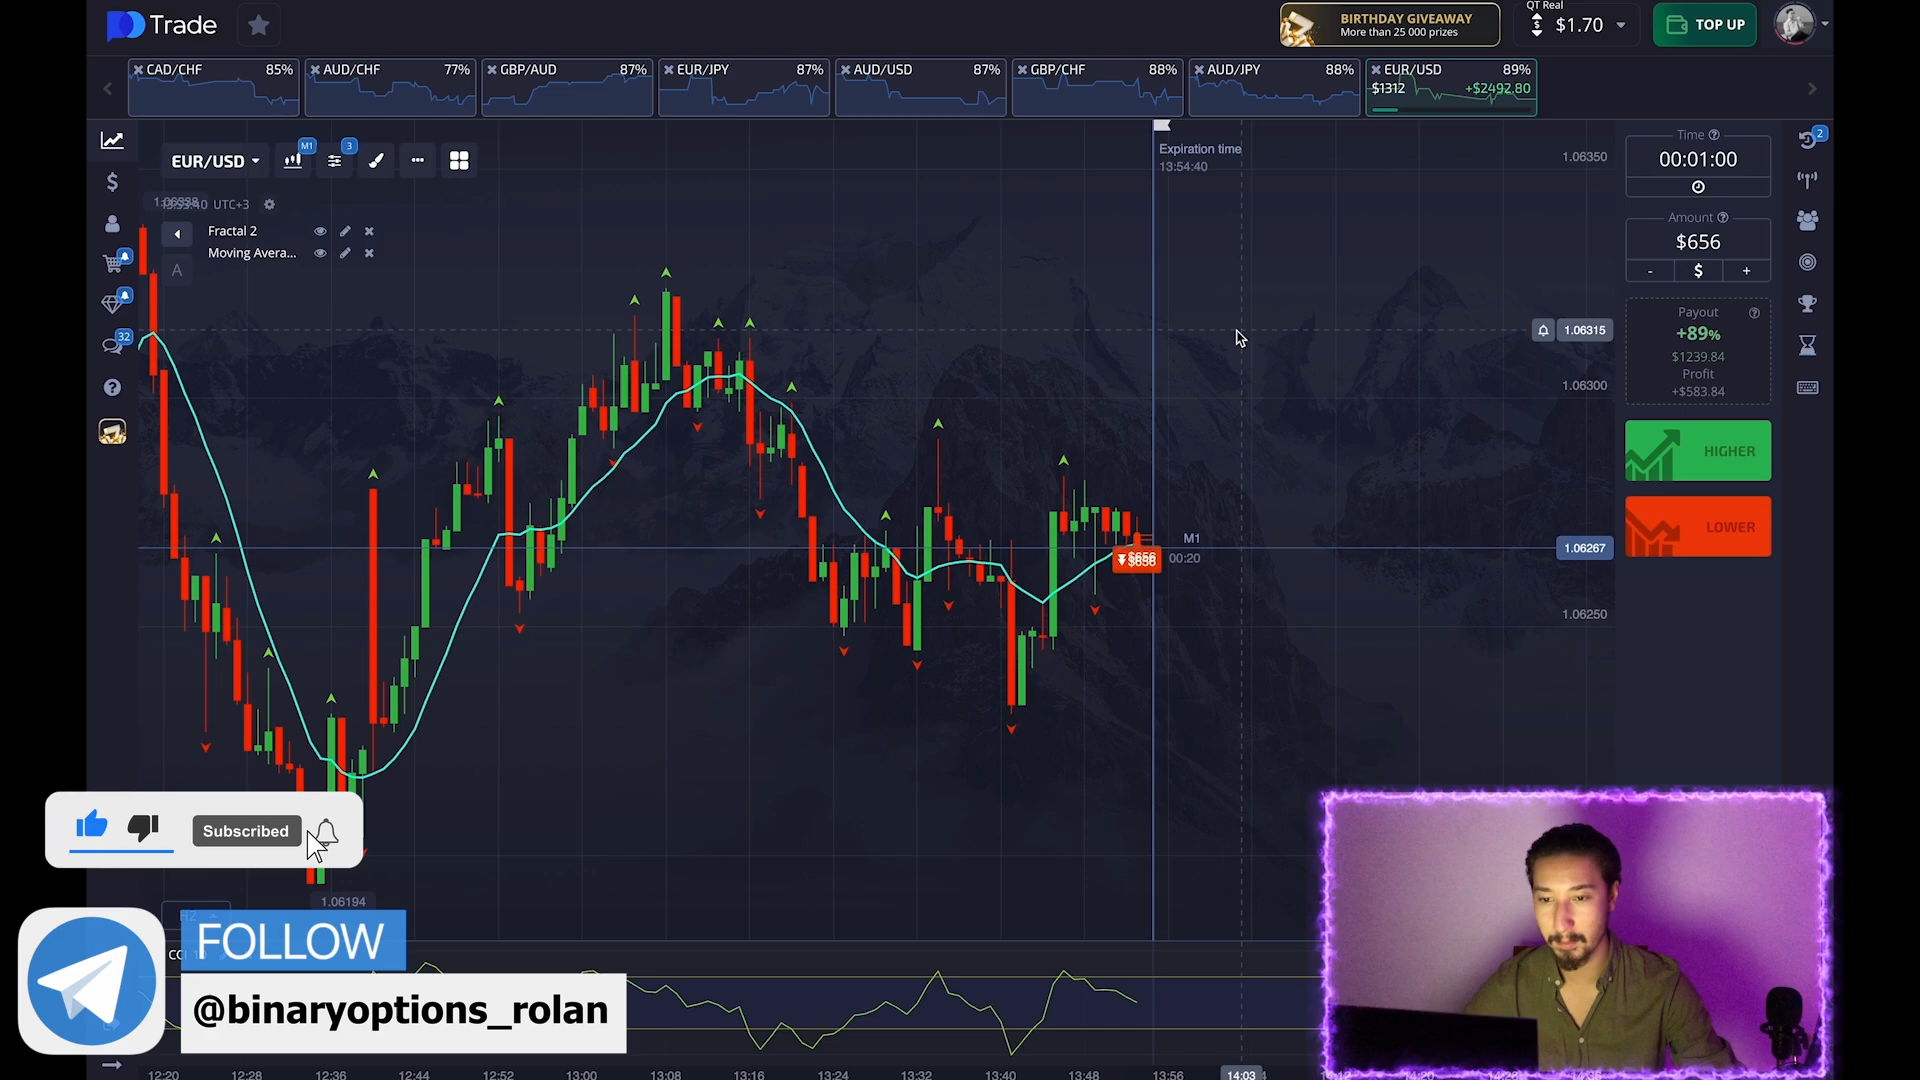 Trade
BIRTHDAY GIVEAWAY
More than 25 000 prizes
QT Real
$1.70
TOP UP
CAD/CHF 85%
AUD/CHF 77%
GBP/AUD 87%
EUR/JPY 87%
AUD/USD 87%
GBP/CHF 88%
AUD/JPY 88%
EUR/USD 89%
$1312 +$2492.80
EUR/USD
M1
3
UTC+3
Fractal 2
Moving Avera...
A
32
Expiration time
13:54:40
M1
00:20
$656
1.06350
1.06315
1.06300
1.06267
1.06250
1.06194
Time
00:01:00
Amount
$656
- $ +
Payout
+89%
$1239.84
Profit
+$583.84
HIGHER
LOWER
2
Subscribed
FOLLOW
@binaryoptions_rolan
12:20 12:28 12:36 12:44 12:52 13:00 13:08 13:16 13:24 13:32 13:40 13:48 13:56 14:03